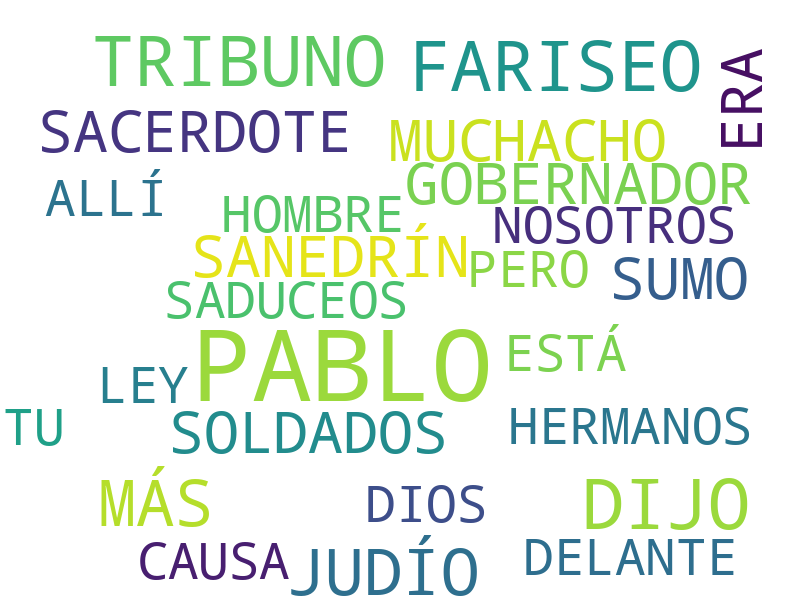 TRIBUNO FARISEO
ERA
SACERDOTE MUCHACHO
ALLÍ GOBERNADOR
HOMBRE NOSOTROS
SANEDRÍN PERO SUMO
SADUCEOS
PABLO ESTÁ
LEY
TU SOLDADOS HERMANOS
MÁS DIOS DIJO
CAUSA JUDÍO DELANTE